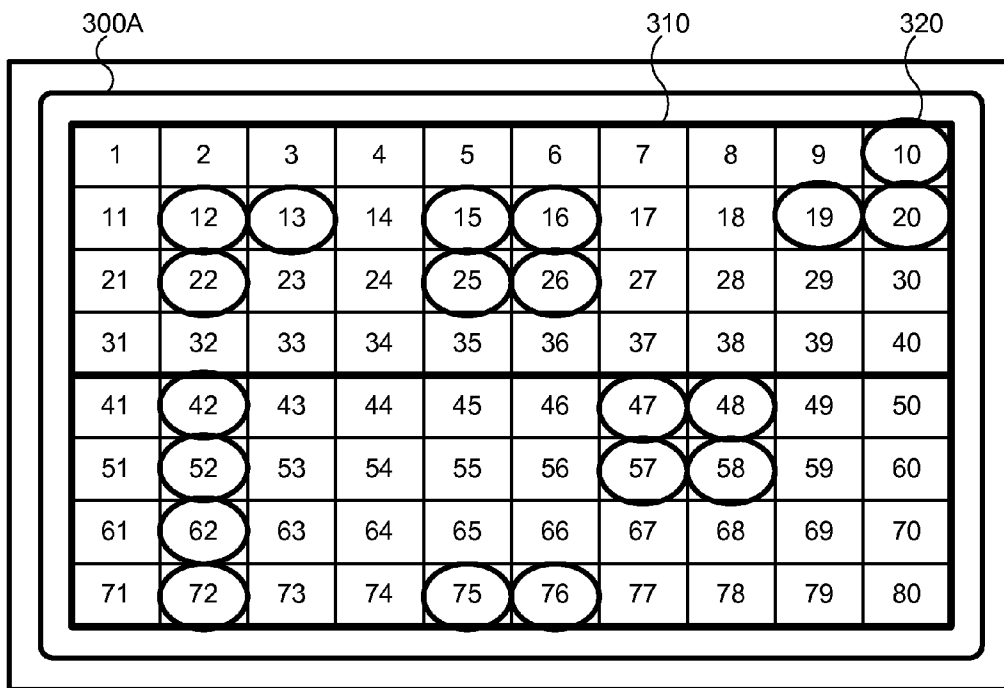 300A 310 320
1 2 3 4 5 6 7 8 9 10
11 12 13 14 15 16 17 18 19 20
21 22 23 24 25 26 27 28 29 30
31 32 33 34 35 36 37 38 39 40
41 42 43 44 45 46 47 48 49 50
51 52 53 54 55 56 57 58 59 60
61 62 63 64 65 66 67 68 69 70
71 72 73 74 75 76 77 78 79 80